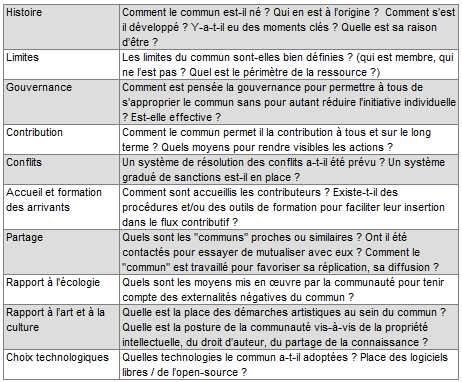 Histoire
Comment le commun est-il né ? Qui en est à l'origine ? Comment s'est
il développé ? Y-a-t-il eu des moments clés ? Quelle est sa raison
d'être ?
Limites
Les limites du commun sont-elles bien définies ? (qui est membre, qui
ne l'est pas ? Quel est le périmètre de la ressource ?)
Gouvernance
Comment est pensée la gouvernance pour permettre à tous de
s'approprier le commun sans pour autant réduire l'initiative individuelle
? Est-elle effective ?
Contribution
Comment le commun permet il la contribution à tous et sur le long
terme ? Quels moyens pour rendre visibles les actions ?
Conflits
Un système de résolution des conflits a-t-il été prévu ? Un système
gradué de sanctions est-il en place ?
Accueil et formation
des arrivants
Comment sont accueillis les contributeurs ? Existe-t-il des
procédures et/ou des outils de formation pour faciliter leur insertion
dans le flux contributif ?
Partage
Quels sont les "communs" proches ou similaires ? Ont il été
contactés pour essayer de mutualiser avec eux ? Comment le
"commun" est travaillé pour favoriser sa réplication, sa diffusion ?
Rapport à l'écologie
Quels sont les moyens mis en œuvre par la communauté pour tenir
compte des externalités négatives du commun ?
Rapport à l'art et à la
culture
Quelle est la place des démarches artistiques au sein du commun ?
Quelle est la posture de la communauté vis-à-vis de la propriété
intellectuelle, du droit d'auteur, du partage de la connaissance ?
Choix technologiques
Quelles technologies le commun a-t-il adoptées ? Place des logiciels
libres / de l'open-source ?